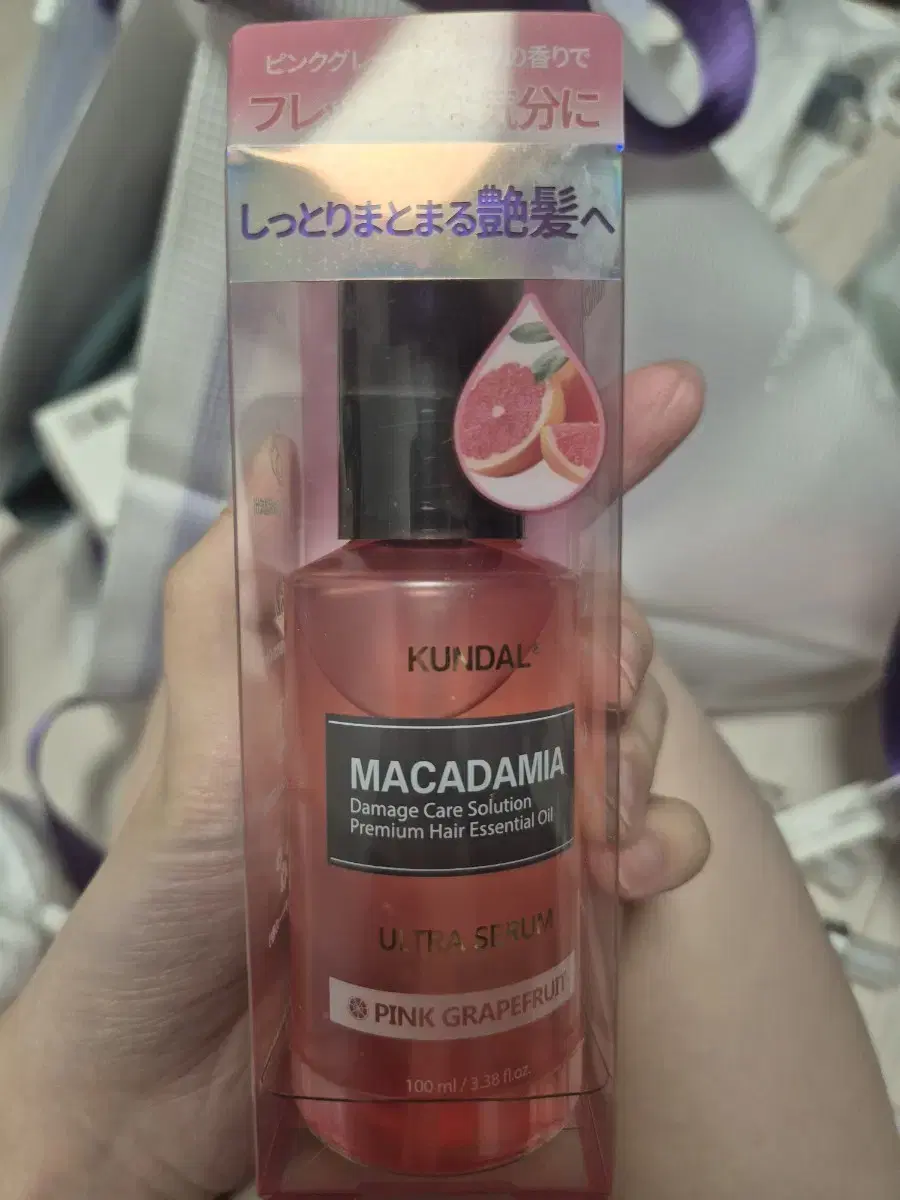 ピンクグレ の香りで
フレッ 気分に
しっとりまとまる艶髪へ
KUNDAL
MACADAMIA
Damage Care Solution
Premium Hair Essential Oil
ULTRA SERUM
PINK GRAPEFRUIT
100 ml / 3.38 fl.oz.